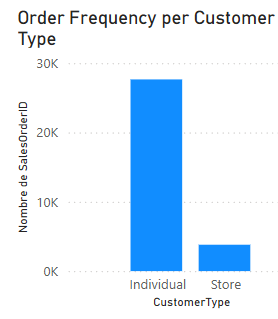 Order Frequency per Customer
Type
30K
20K
10K
0K
Nombre de SalesOrderID
Individual Store
CustomerType